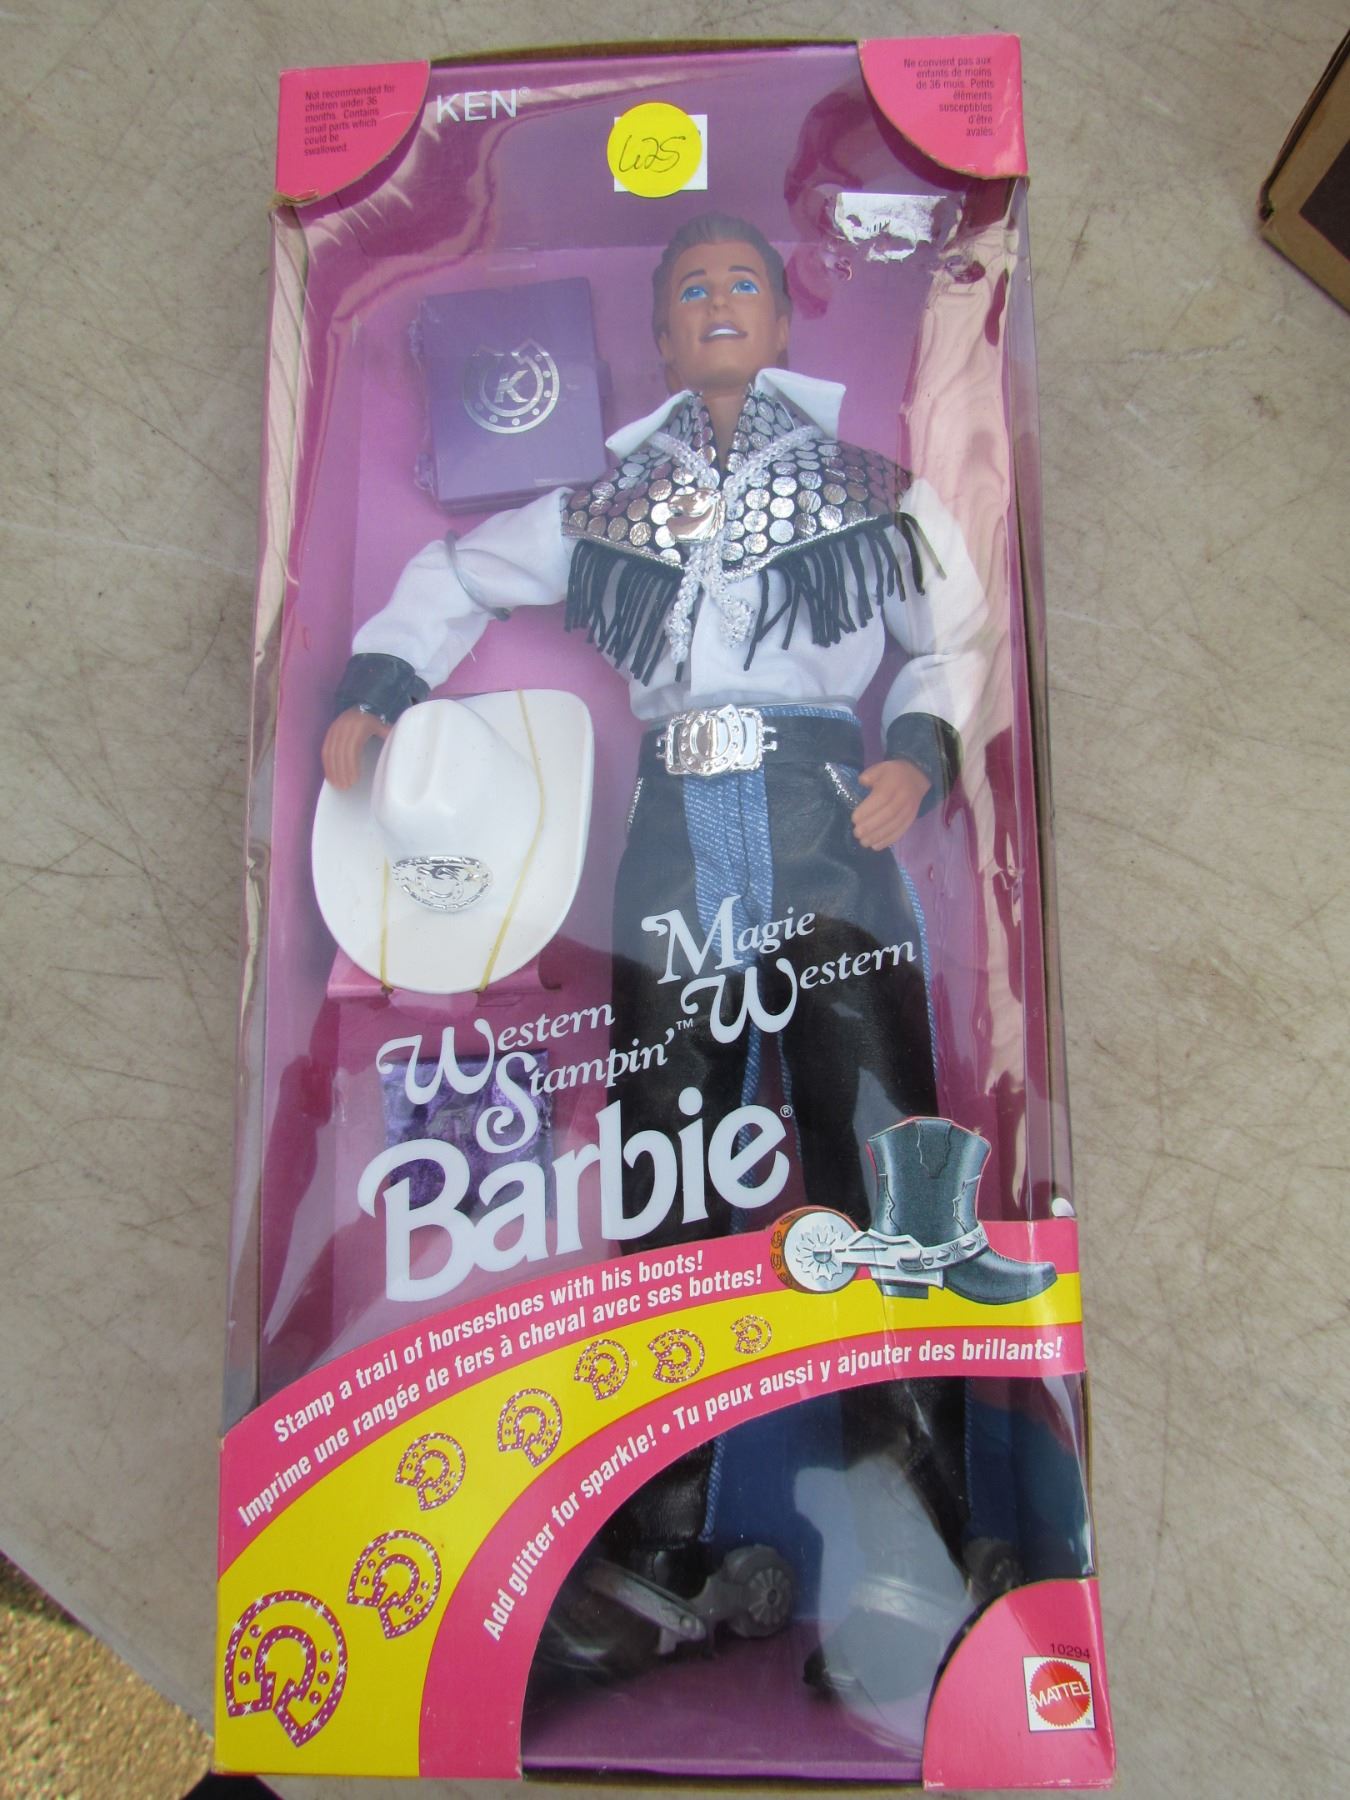 Not recommended for
children under 36
months. Contains
small parts which
could be
swallowed.
KEN®
625
Ne convient pas aux
enfants de moins
de 36 mois. Petits
éléments
susceptibles
d'être
avalés.
K
Western
Stampin'™
Magie
Western
Barbie®
Stamp a trail of horseshoes with his boots!
Imprime une rangée de fers à cheval avec ses bottes!
Add glitter for sparkle! • Tu peux aussi y ajouter des brillants!
10294
MATTEL